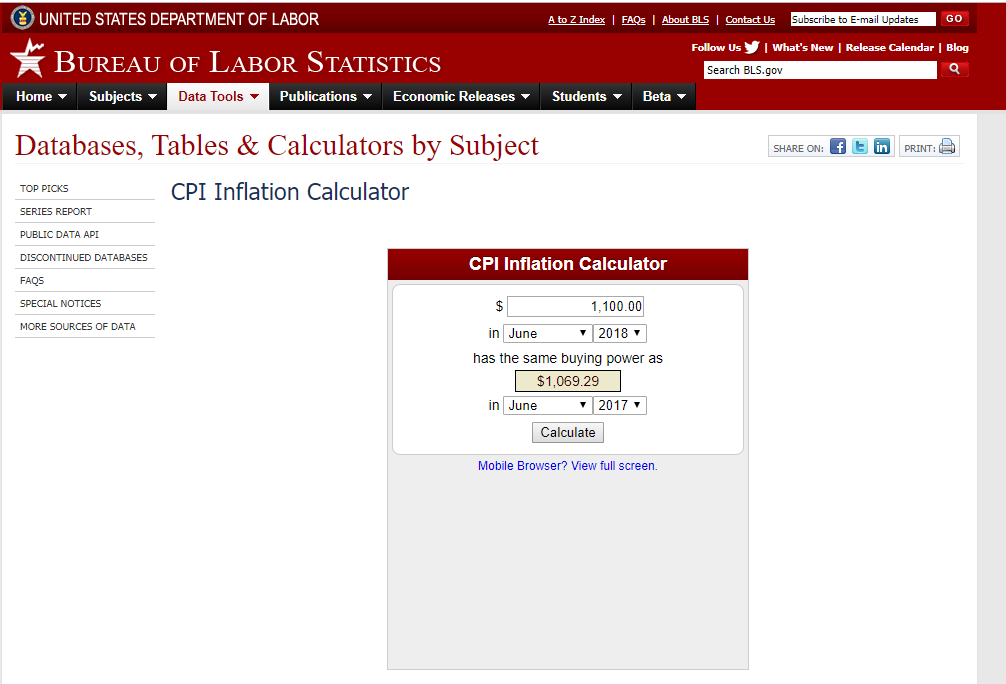 UNITED STATES DEPARTMENT OF LABOR
A to Z Index | FAQs | About BLS | Contact Us
Subscribe to E-mail Updates GO
BUREAU OF LABOR STATISTICS
Follow Us | What's New | Release Calendar | Blog
Search BLS.gov
Home Subjects Data Tools Publications Economic Releases Students Beta
Databases, Tables & Calculators by Subject
SHARE ON: f t in PRINT:
TOP PICKS
SERIES REPORT
PUBLIC DATA API
DISCONTINUED DATABASES
FAQS
SPECIAL NOTICES
MORE SOURCES OF DATA
CPI Inflation Calculator
CPI Inflation Calculator
$ 1,100.00
in June 2018
has the same buying power as
$1,069.29
in June 2017
Calculate
Mobile Browser? View full screen.